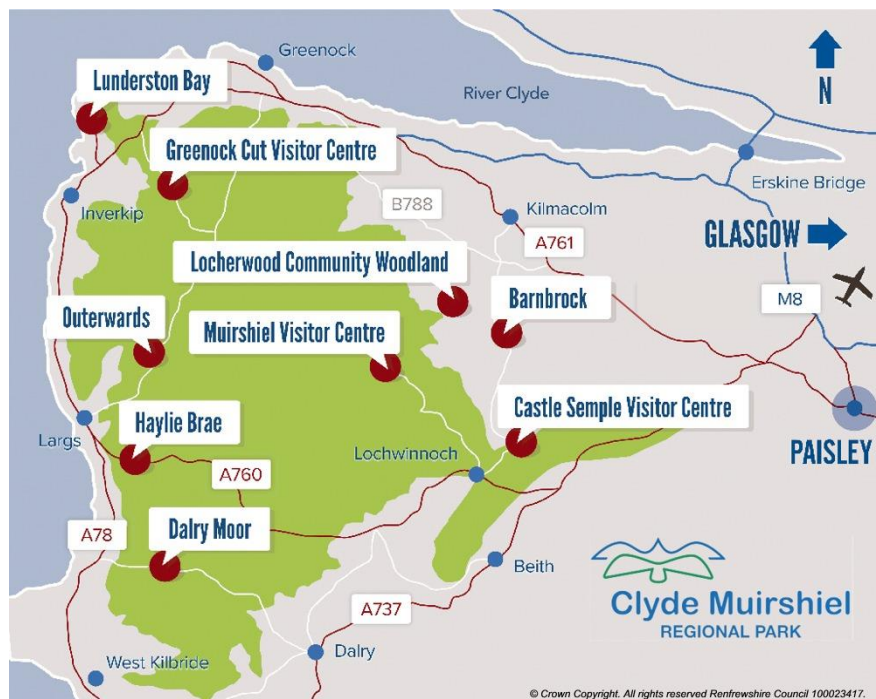 Greenock
Lunderston Bay
River Clyde
N
Greenock Cut Visitor Centre
Erskine Bridge
Inverkip
B788
Kilmacolm
GLASGOW
A761
Locherwood Community Woodland
Barnbrock
M8
Outerwards
Muirshiel Visitor Centre
Castle Semple Visitor Centre
Largs
Haylie Brae
Lochwinnoch
PAISLEY
A760
A78
Dalry Moor
Beith
A737
Clyde Muirshiel
REGIONAL PARK
West Kilbride
Dalry
© Crown Copyright. All rights reserved Renfrewshire Council 100023417.